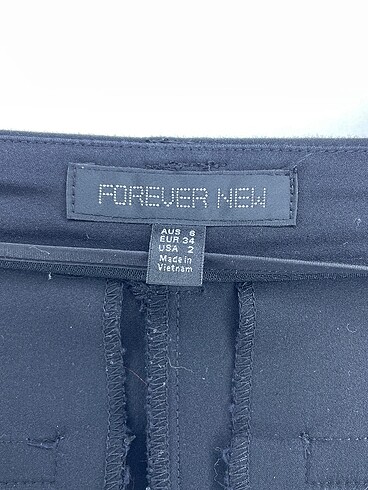 FOREVER NEW
AUS 6
EUR 34
USA 2
Made in
Vietnam